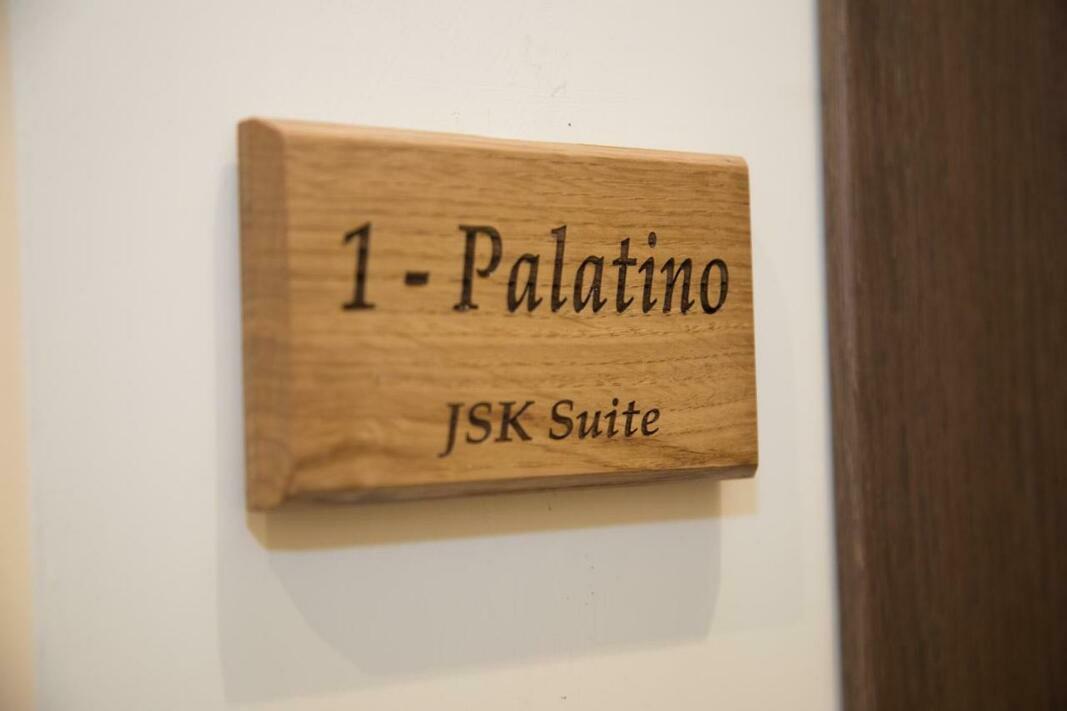 1 - Palatino
JSK Suite